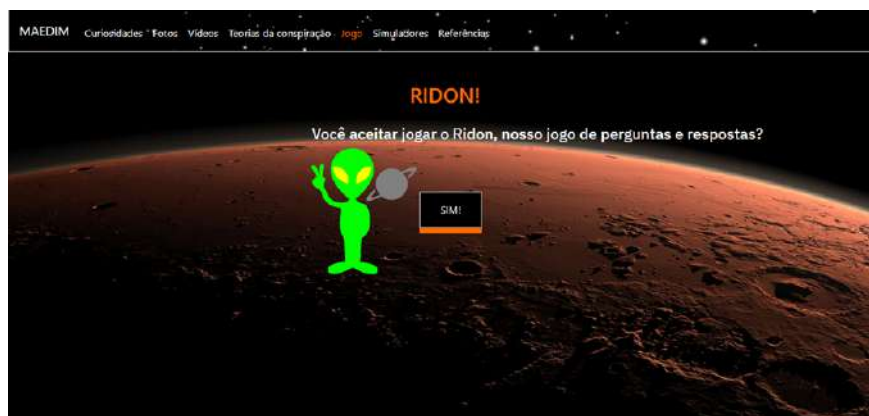 MAEDIM Curiosidades Fotos Vídeos Teorias da conspiração Jogo Simuladores Referências
RIDON!
Você aceitar jogar o Ridon, nosso jogo de perguntas e respostas?
SIM!